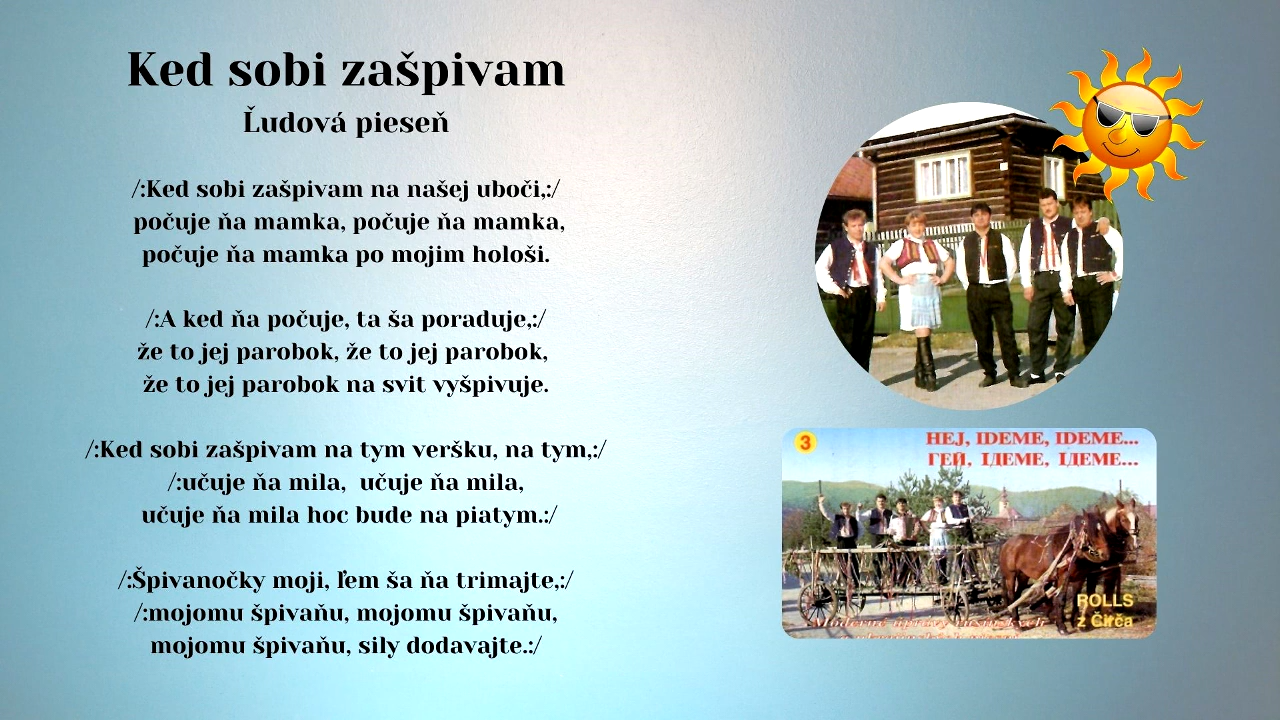 Ked sobi zašpivam
Ľudová pieseň
/:Ked sobi zašpivam na našej uboči,:/
počuje ňa mamka, počuje ňa mamka,
počuje ňa mamka po mojim hološi.
/:A ked ňa počuje, ta ša poraduje,:/
že to jej parobok, že to jej parobok,
že to jej parobok na svit vyšpivuje.
/:Ked sobi zašpivam na tym veršku, na tym,:/
/:učuje ňa mila, učuje ňa mila,
učuje ňa mila hoc bude na piatym.:/
/:Špivanočky moji, ľem ša ňa trimajte,:/
/:mojomu špivaňu, mojomu špivaňu,
mojomu špivaňu, sily dodavajte.:/
3
HEJ, IDEME, IDEME...
ГЕЙ, ІДЕМЕ, ІДЕМЕ...
ROLLS
z Čirča
Moderné úpravy rusínskych